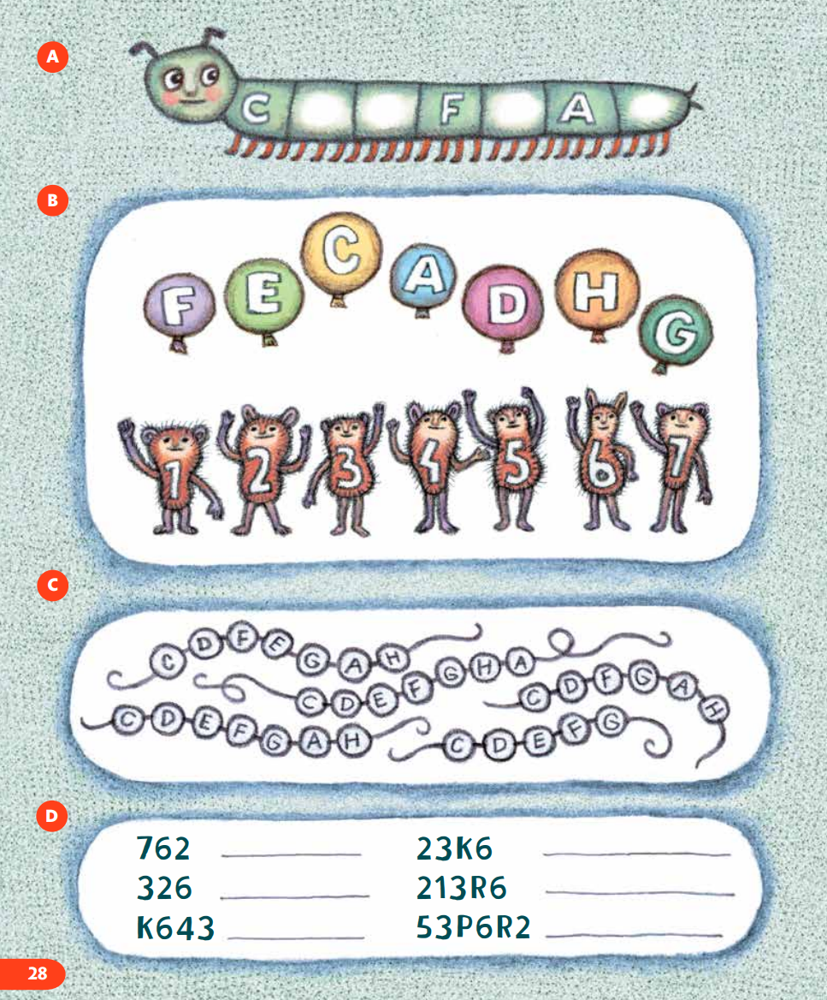 A
C F A
B
F E C A D H G
1 2 3 4 5 6 7
C
C D F E G A H
C D E F G H A
C D F G A H
C D E F G A H
C D E F G
D
762 23K6
326 213R6
K643 53P6R2
28